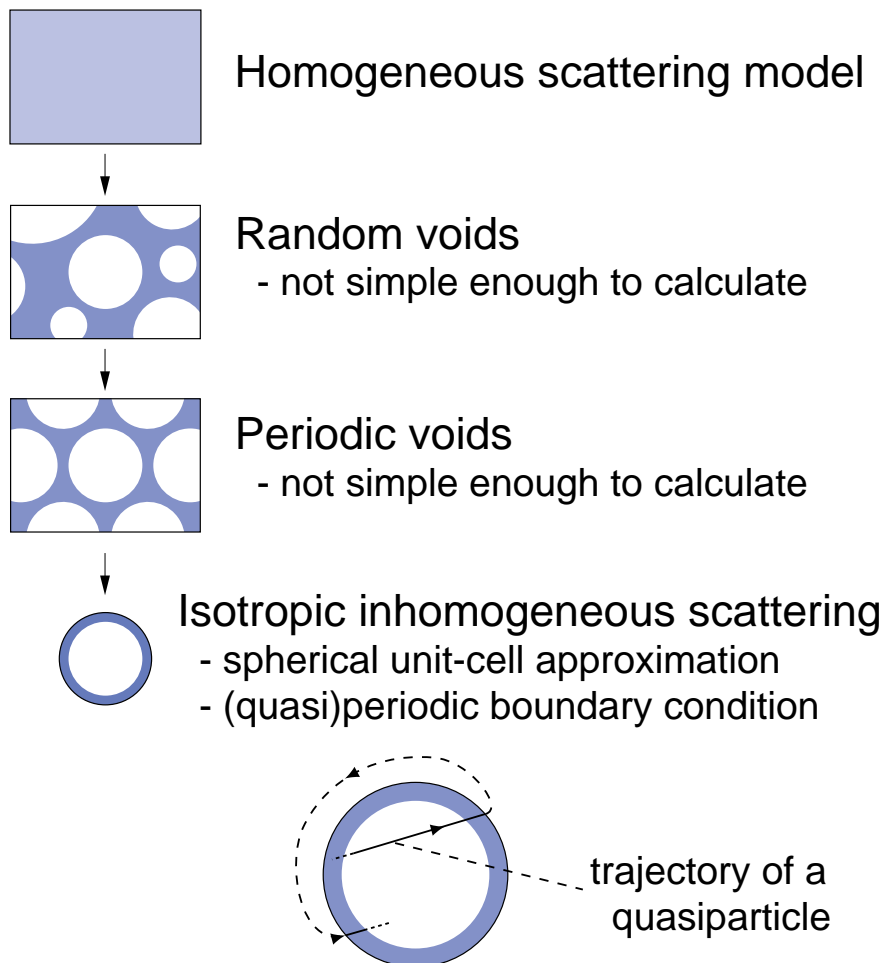 Homogeneous scattering model
Random voids
- not simple enough to calculate
Periodic voids
- not simple enough to calculate
Isotropic inhomogeneous scattering
- spherical unit-cell approximation
- (quasi)periodic boundary condition
trajectory of a
quasiparticle